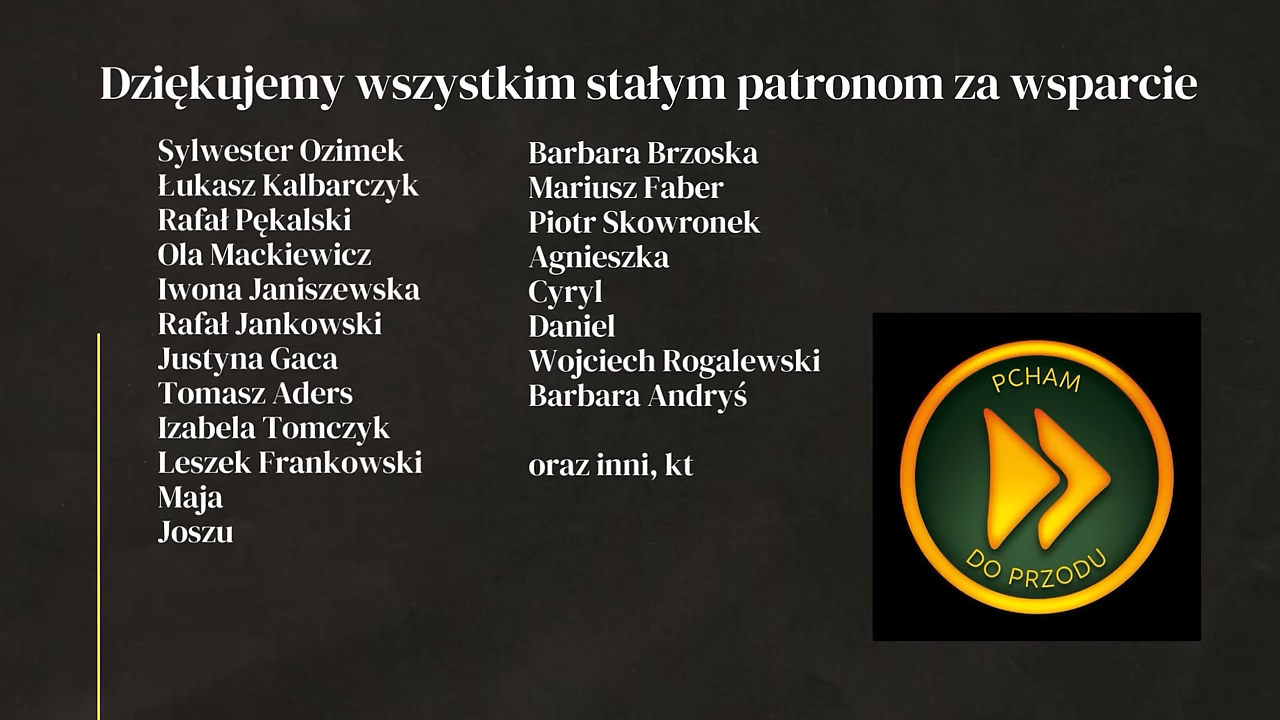 Dziękujemy wszystkim stałym patronom za wsparcie
Sylwester Ozimek
Łukasz Kalbarczyk
Rafał Pękalski
Ola Mackiewicz
Iwona Janiszewska
Rafał Jankowski
Justyna Gaca
Tomasz Aders
Izabela Tomczyk
Leszek Frankowski
Maja
Joszu
Barbara Brzoska
Mariusz Faber
Piotr Skowronek
Agnieszka
Cyryl
Daniel
Wojciech Rogalewski
Barbara Andryś
oraz inni, kt
PCHAM
DO PRZODU